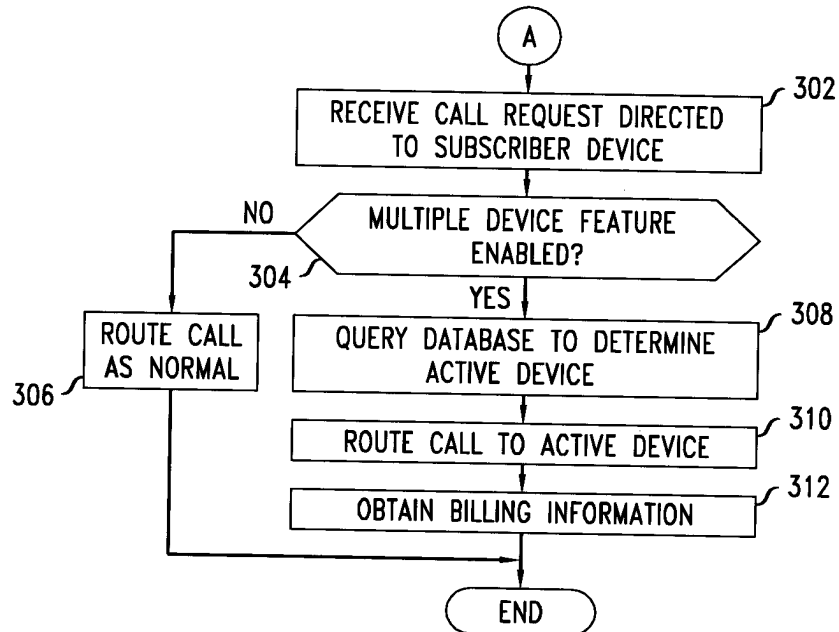 A
302
RECEIVE CALL REQUEST DIRECTED
TO SUBSCRIBER DEVICE
NO
MULTIPLE DEVICE FEATURE
ENABLED?
304
YES
308
ROUTE CALL
AS NORMAL
306
QUERY DATABASE TO DETERMINE
ACTIVE DEVICE
310
ROUTE CALL TO ACTIVE DEVICE
312
OBTAIN BILLING INFORMATION
END